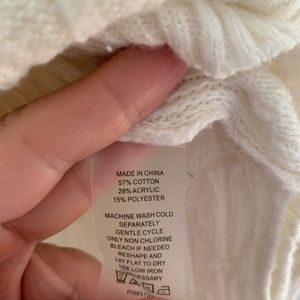 MADE IN CHINA
57% COTTON
28% ACRYLIC
15% POLYESTER
MACHINE WASH COLD
SEPARATELY
GENTLE CYCLE
ONLY NON CHLORINE
BLEACH IF NEEDED
RESHAPE AND
LAY FLAT TO DRY
USE LOW IRON